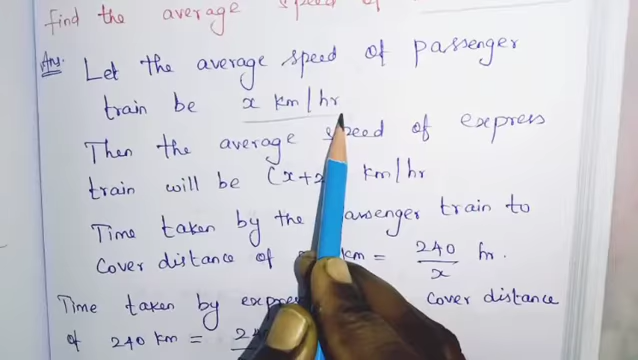 find the average speed of
Ans. Let the average speed of passenger
train be x km/hr
Then the average speed of express
train will be (x+ km/hr
Time taken by the passenger train to
Cover distance of km = 240/x hr.
Time taken by Cover distance
of 240 km =